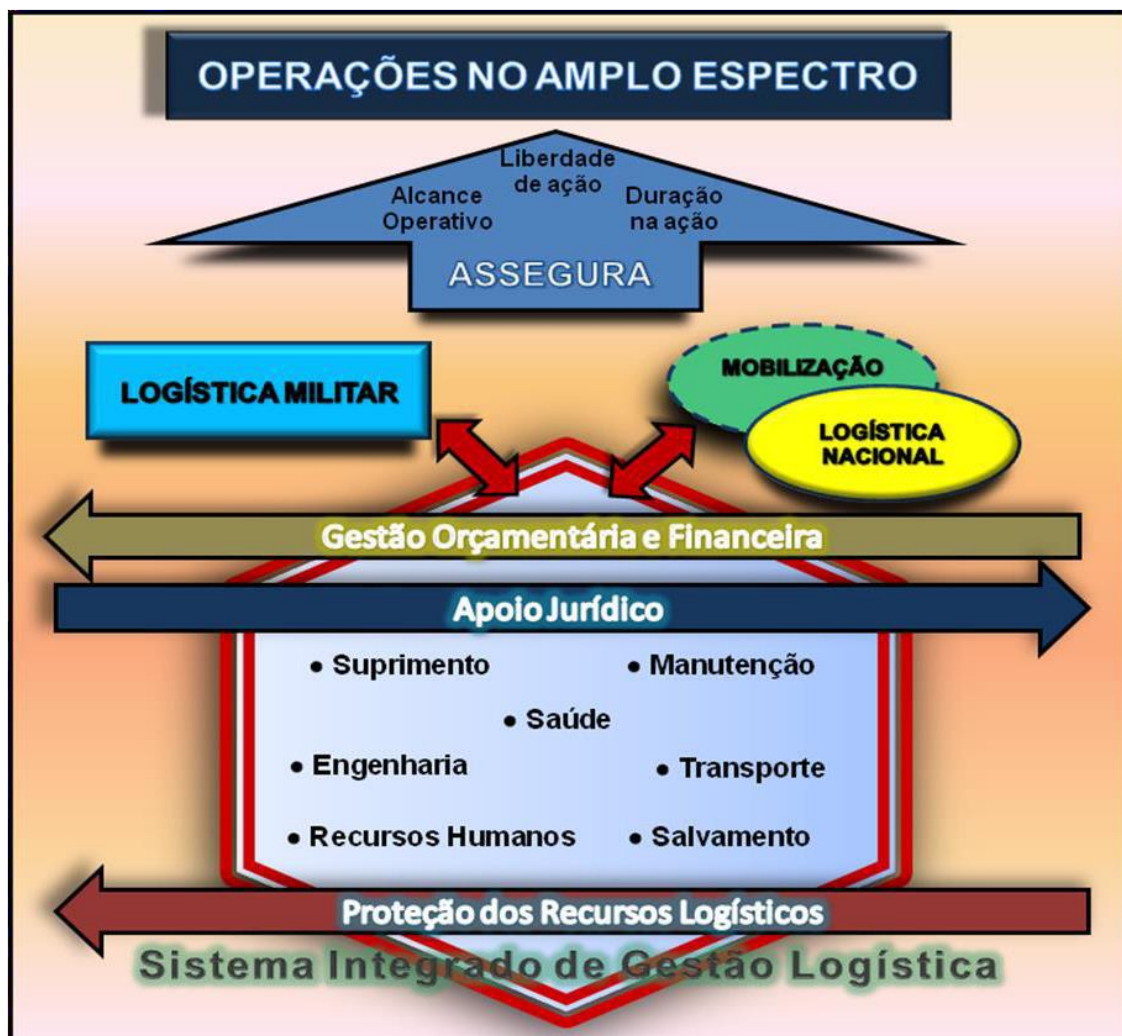 OPERAÇÕES NO AMPLO ESPECTRO
Liberdade
de ação
Alcance
Operativo
Duração
na ação
ASSEGURA
LOGÍSTICA MILITAR
MOBILIZAÇÃO
LOGÍSTICA
NACIONAL
Gestão Orçamentária e Financeira
Apoio Jurídico
• Suprimento
• Manutenção
• Saúde
• Engenharia
• Transporte
• Recursos Humanos
• Salvamento
Proteção dos Recursos Logísticos
Sistema Integrado de Gestão Logística